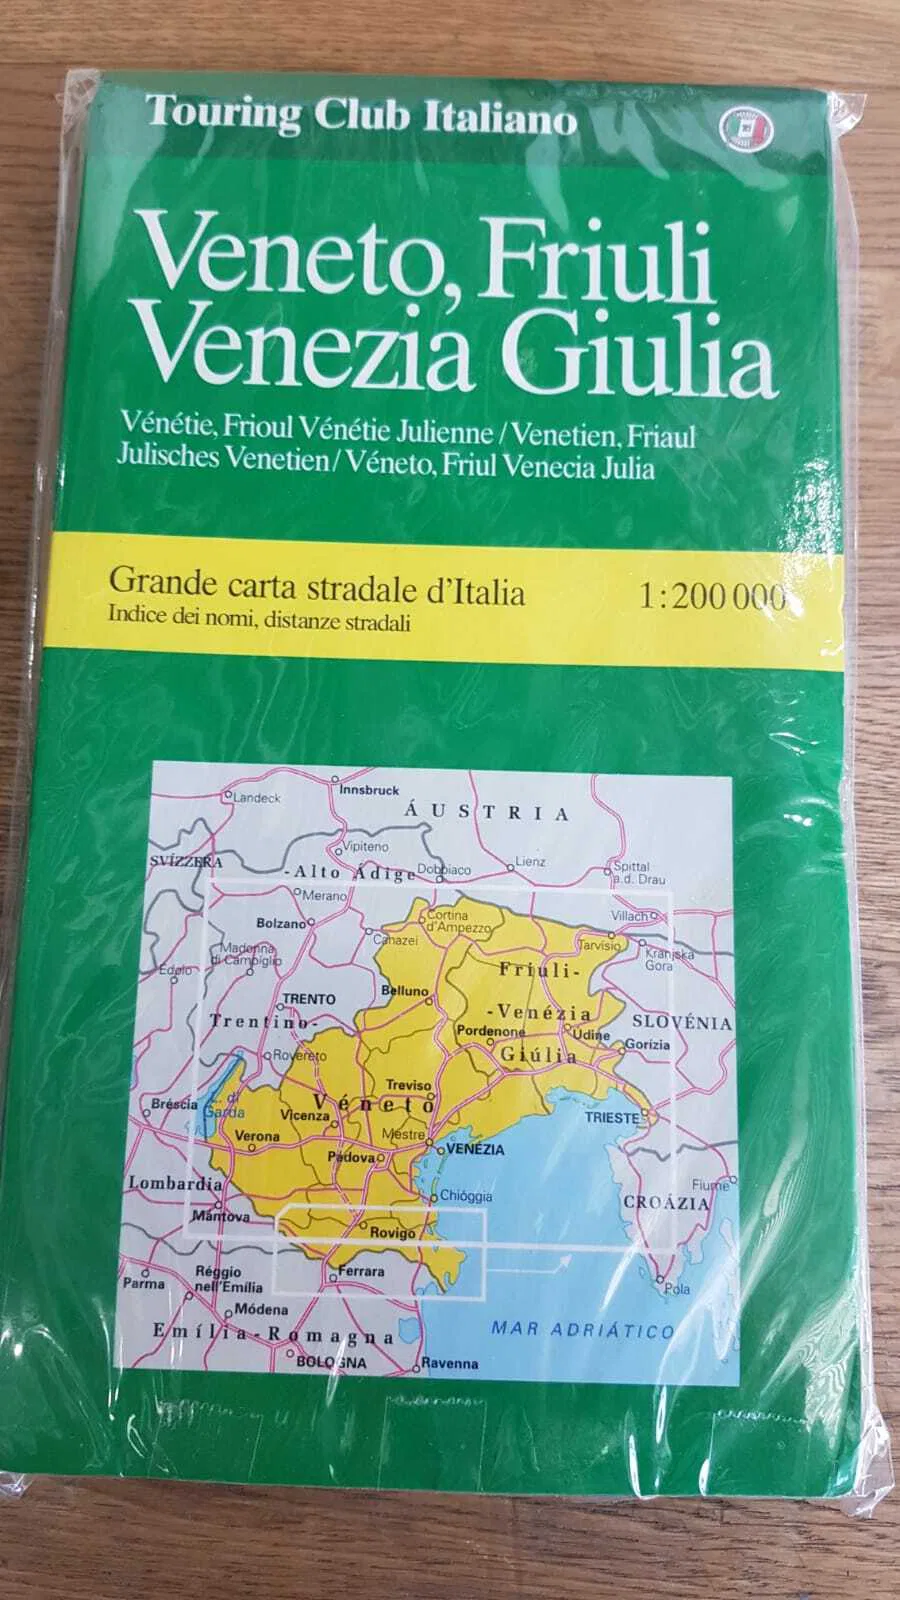 Touring Club Italiano
Veneto, Friuli
Venezia Giulia
Vénétie, Frioul Vénétie Julienne / Venetien, Friaul
Julisches Venetien / Véneto, Friul Venecia Julia
Grande carta stradale d'Italia
1:200 000
Indice dei nomi, distanze stradali
Innsbruck
Landeck
ÁUSTRIA
Vipiteno
SVÍZZERA
-Alto Ádige
Dobbiaco
Lienz
Spittal
a.d. Drau
Merano
Bolzano
Cortina
d'Ampezzo
Villach
Canazei
Tarvisio
Madonna
di Campiglio
Kranjska
Gora
Edolo
Friuli-
Belluno
TRENTO
-Venézia
Trentino-
Pordenone
Údine
SLOVÉNIA
Giúlia
Gorízia
Rovereto
Treviso
L. di
Garda
Bréscia
Véneto
Vicenza
TRIESTE
Mestre
Verona
VENÉZIA
Pádova
Lombardía
Chióggia
Fiume
CROÁZIA
Mántova
Rovigo
Ferrara
Parma
Réggio
nell'Emília
Pola
Módena
MAR ADRIÁTICO
Emília-Romagna
BOLOGNA
Ravenna